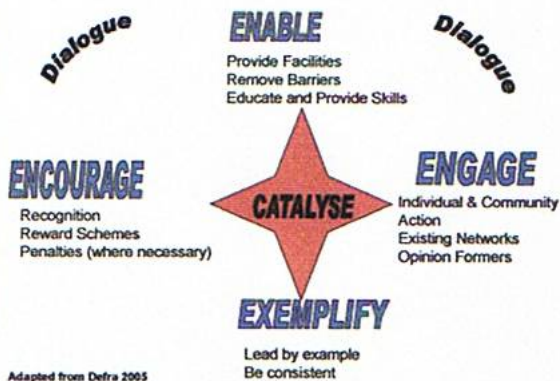 Dialogue
ENABLE
Dialogue
Provide Facilities
Remove Barriers
Educate and Provide Skills
ENCOURAGE
Recognition
Reward Schemes
Penalties (where necessary)
CATALYSE
ENGAGE
Individual & Community
Action
Existing Networks
Opinion Formers
EXEMPLIFY
Lead by example
Be consistent
Adapted from Defra 2005